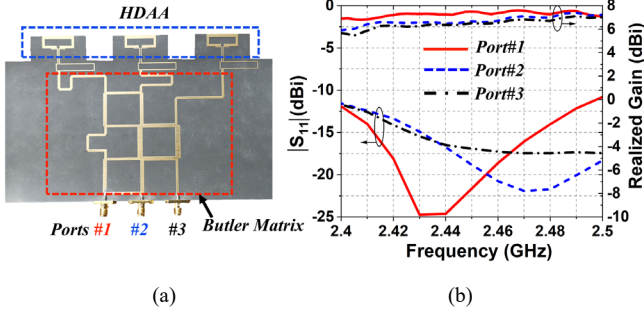 HDAA
Butler Matrix
Ports #1 #2 #3
(a)
0
-5
-10
-15
-20
-25
|S11|(dBi)
8
6
4
2
0
-2
-4
-6
-8
-10
Realized Gain (dBi)
Port#1
Port#2
Port#3
2.4 2.42 2.44 2.46 2.48 2.5
Frequency (GHz)
(b)